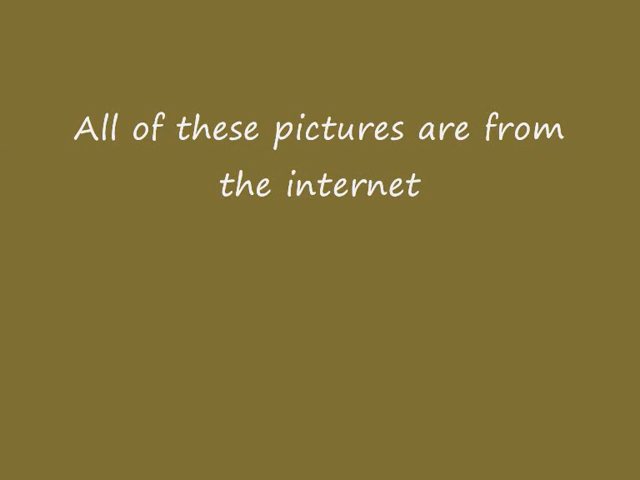 All of these pictures are from
the internet